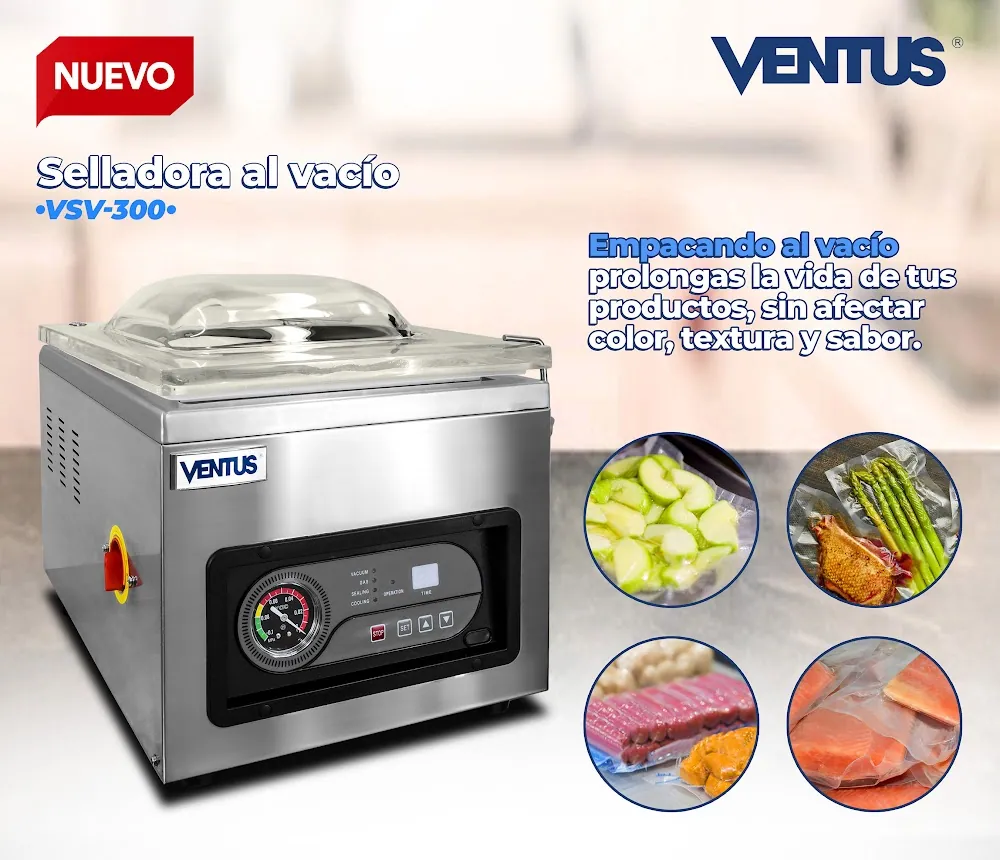 NUEVO
VENTUS®
Selladora al vacío
•VSV-300•
Empacando al vacío
prolongas la vida de tus
productos, sin afectar
color, textura y sabor.
VENTUS
VACUUM
GAS
SEALING
COOLING
OPERATION
TIME
STOP
SET